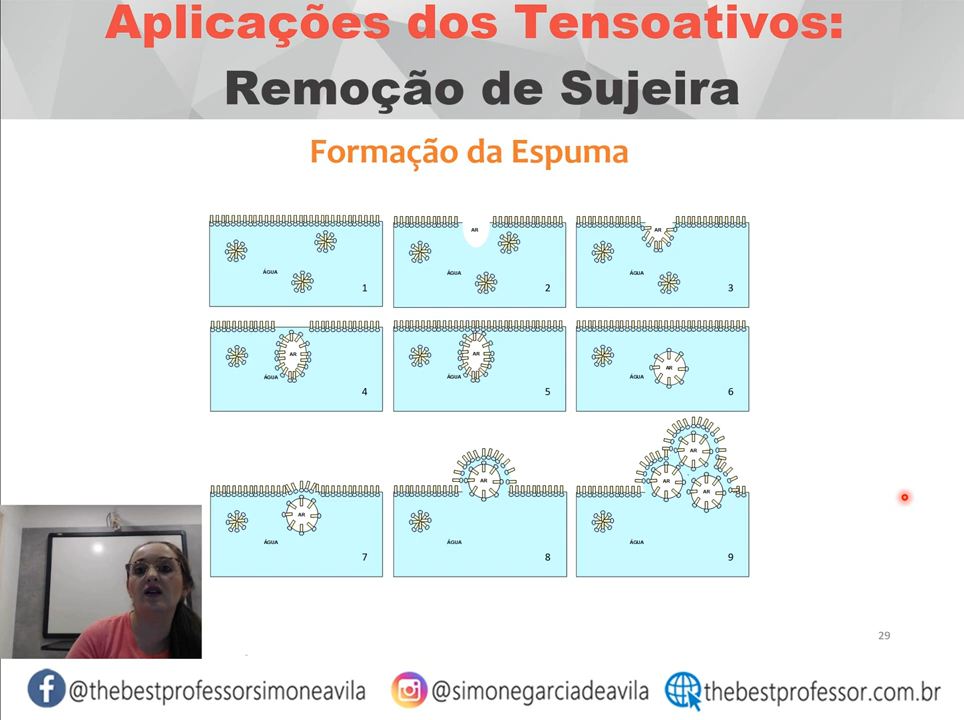 Aplicações dos Tensoativos:
Remoção de Sujeira
Formação da Espuma
ÁGUA
1
AR
ÁGUA
2
AR
ÁGUA
3
AR
ÁGUA
4
AR
ÁGUA
5
AR
ÁGUA
6
AR
ÁGUA
7
AR
ÁGUA
8
AR
AR
AR
ÁGUA
9
29
@thebestprofessorsimoneavila @simonegarciadeavila thebestprofessor.com.br